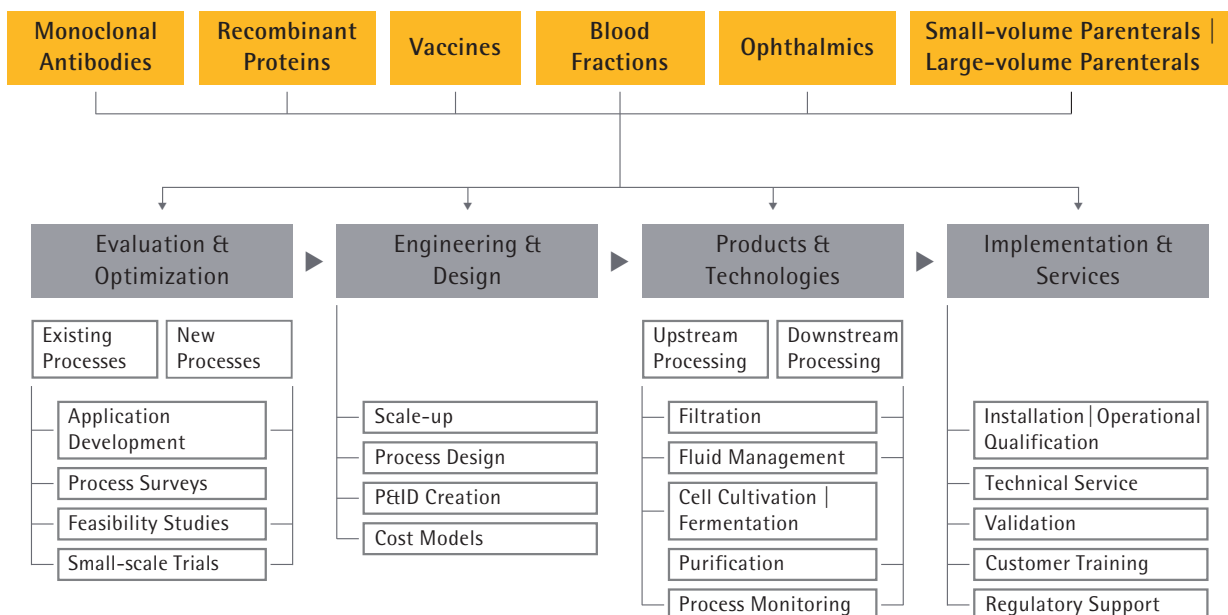 Monoclonal
Antibodies
Recombinant
Proteins
Vaccines
Blood
Fractions
Ophthalmics
Small-volume Parenterals |
Large-volume Parenterals
Evaluation &
Optimization
Engineering &
Design
Products &
Technologies
Implementation &
Services
Existing
Processes
New
Processes
Application
Development
Process Surveys
Feasibility Studies
Small-scale Trials
Scale-up
Process Design
P&ID Creation
Cost Models
Upstream
Processing
Downstream
Processing
Filtration
Fluid Management
Cell Cultivation |
Fermentation
Purification
Process Monitoring
Installation | Operational
Qualification
Technical Service
Validation
Customer Training
Regulatory Support